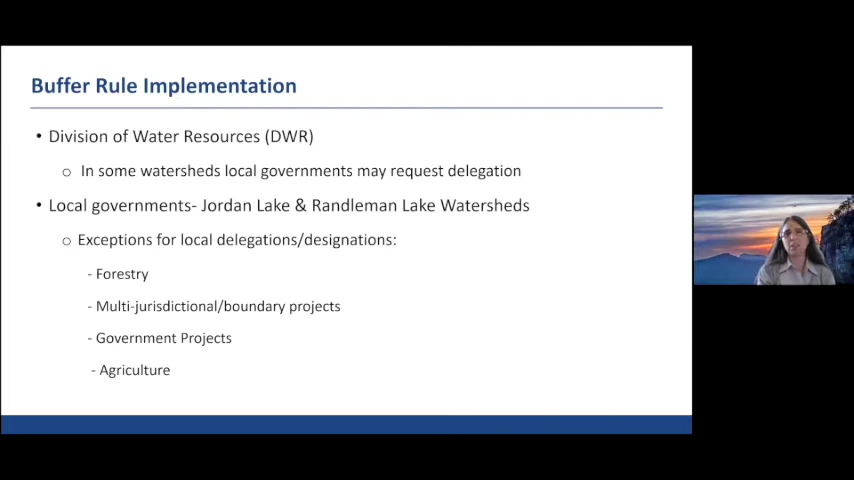 Buffer Rule Implementation
• Division of Water Resources (DWR)
o In some watersheds local governments may request delegation
• Local governments- Jordan Lake & Randleman Lake Watersheds
o Exceptions for local delegations/designations:
- Forestry
- Multi-jurisdictional/boundary projects
- Government Projects
- Agriculture